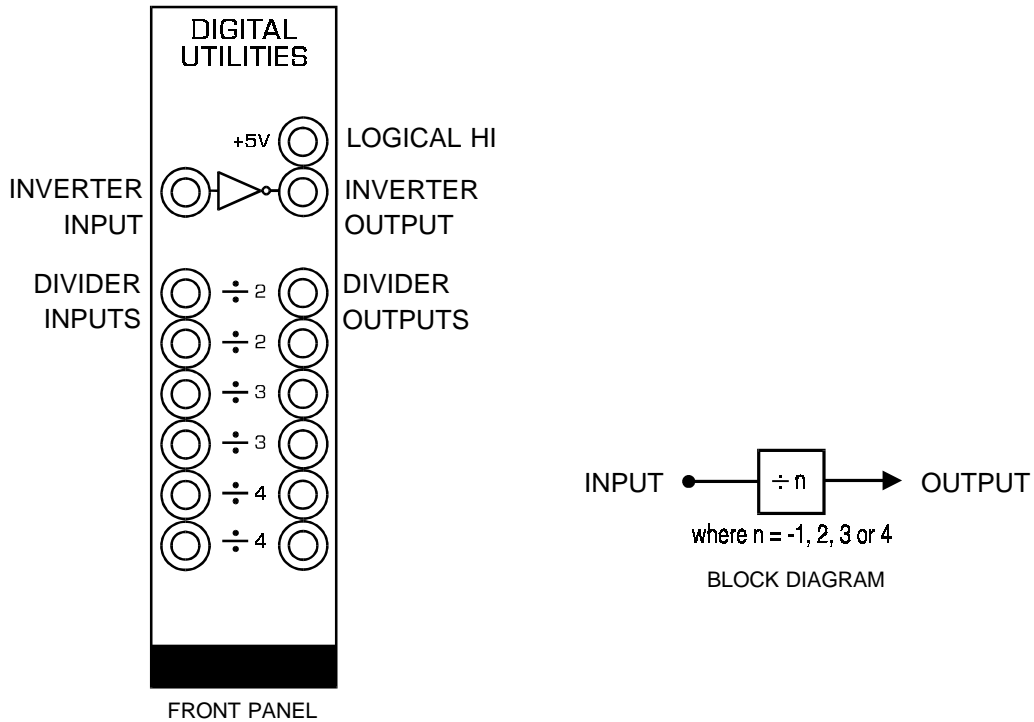 DIGITAL
UTILITIES
+5V
LOGICAL HI
INVERTER
INPUT
INVERTER
OUTPUT
DIVIDER
INPUTS
DIVIDER
OUTPUTS
÷ 2
÷ 2
÷ 3
÷ 3
÷ 4
÷ 4
FRONT PANEL
INPUT
÷ n
OUTPUT
where n = -1, 2, 3 or 4
BLOCK DIAGRAM